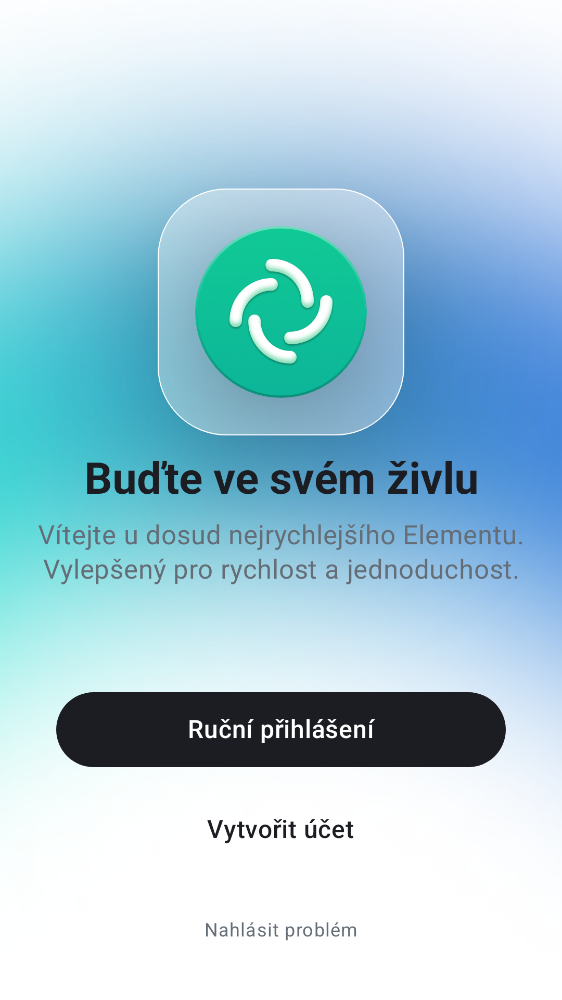 Buďte ve svém živlu
Vítejte u dosud nejrychlejšího Elementu.
Vylepšený pro rychlost a jednoduchost.
Ruční přihlášení
Vytvořit účet
Nahlásit problém